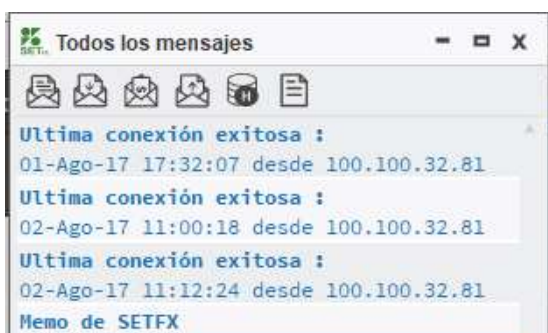 SETFX Todos los mensajes
Ultima conexión exitosa :
01-Ago-17 17:32:07 desde 100.100.32.81
Ultima conexión exitosa :
02-Ago-17 11:00:18 desde 100.100.32.81
Ultima conexión exitosa :
02-Ago-17 11:12:24 desde 100.100.32.81
Memo de SETFX